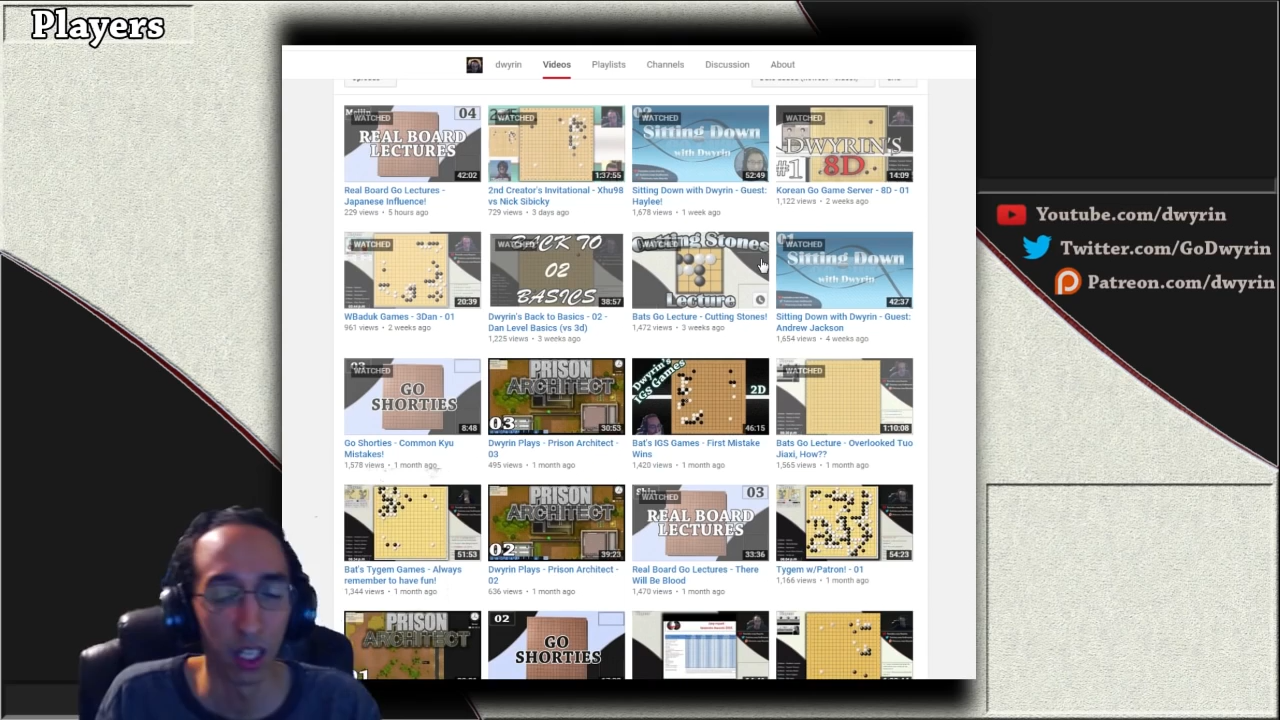 Players
dwyrin
Videos
Playlists
Channels
Discussion
About
WATCHED
04
REAL BOARD
LECTURES
42:02
WATCHED
1:37:55
WATCHED
Sitting Down
with Dwyrin
52:49
WATCHED
DWYRIN'S
#1
8D
14:09
Real Board Go Lectures -
Japanese Influence!
229 views • 5 hours ago
2nd Creator's Invitational - Xhu98
vs Nick Sibicky
729 views • 3 days ago
Sitting Down with Dwyrin - Guest:
Haylee!
1,678 views • 1 week ago
Korean Go Game Server - 8D - 01
1,122 views • 2 weeks ago
Youtube.com/dwyrin
Twitter.com/GoDwyrin
Patreon.com/dwyrin
WATCHED
20:39
WATCHED
BACK TO
02
BASICS
38:57
WATCHED
Cutting Stones
Lecture
WATCHED
01
Sitting Down
with Dwyrin
42:37
WBaduk Games - 3Dan - 01
961 views • 2 weeks ago
Dwyrin's Back to Basics - 02 -
Dan Level Basics (vs 3d)
1,225 views • 3 weeks ago
Bats Go Lecture - Cutting Stones!
1,472 views • 3 weeks ago
Sitting Down with Dwyrin - Guest:
Andrew Jackson
1,654 views • 4 weeks ago
WATCHED
GO
SHORTIES
8:48
PRISON
ARCHITECT
03
30:53
Dwyrin's
IGS Games
2D
46:15
WATCHED
1:10:08
Go Shorties - Common Kyu
Mistakes!
1,578 views • 1 month ago
Dwyrin Plays - Prison Architect -
03
495 views • 1 month ago
Bat's IGS Games - First Mistake
Wins
1,420 views • 1 month ago
Bats Go Lecture - Overlooked Tuo
Jiaxi, How??
1,565 views • 1 month ago
51:53
PRISON
ARCHITECT
02
39:23
WATCHED
03
REAL BOARD
LECTURES
33:36
54:23
Bat's Tygem Games - Always
remember to have fun!
1,344 views • 1 month ago
Dwyrin Plays - Prison Architect -
02
636 views • 1 month ago
Real Board Go Lectures - There
Will Be Blood
1,470 views • 1 month ago
Tygem w/Patron! - 01
1,166 views • 1 month ago
PRISON
ARCHITECT
02
GO
SHORTIES